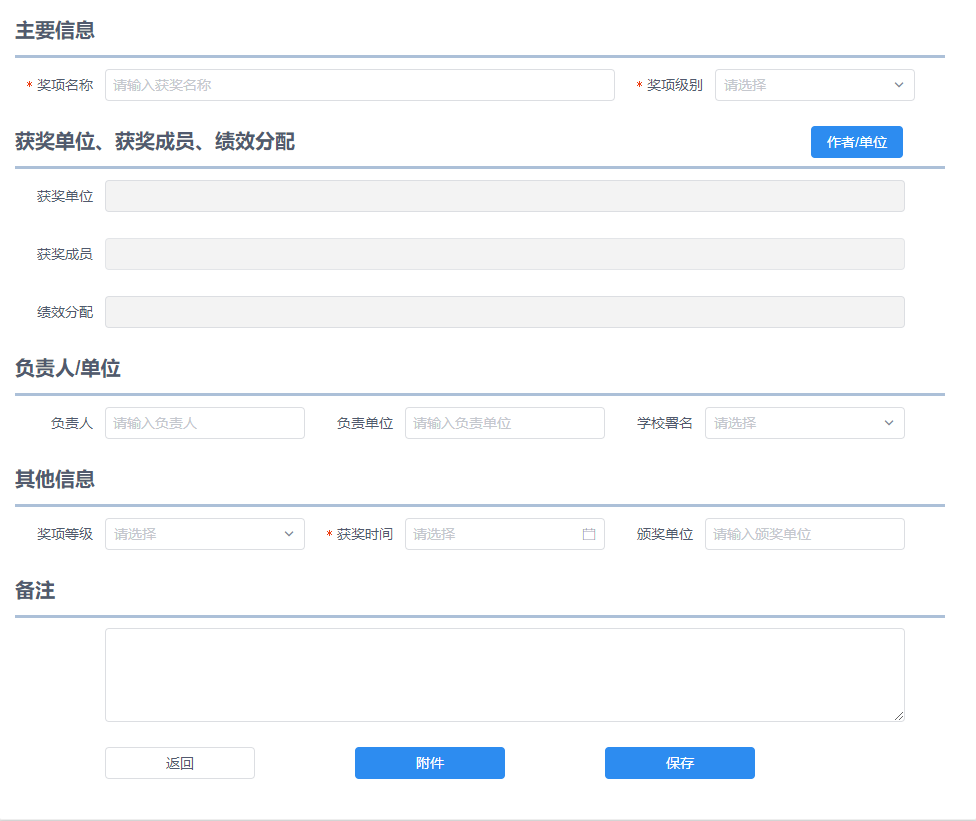 主要信息
* 奖项名称 请输入获奖名称 * 奖项级别 请选择
获奖单位、获奖成员、绩效分配 作者/单位
获奖单位
获奖成员
绩效分配
负责人/单位
负责人 请输入负责人 负责单位 请输入负责单位 学校署名 请选择
其他信息
奖项等级 请选择 * 获奖时间 请选择 颁奖单位 请输入颁奖单位
备注
返回 附件 保存